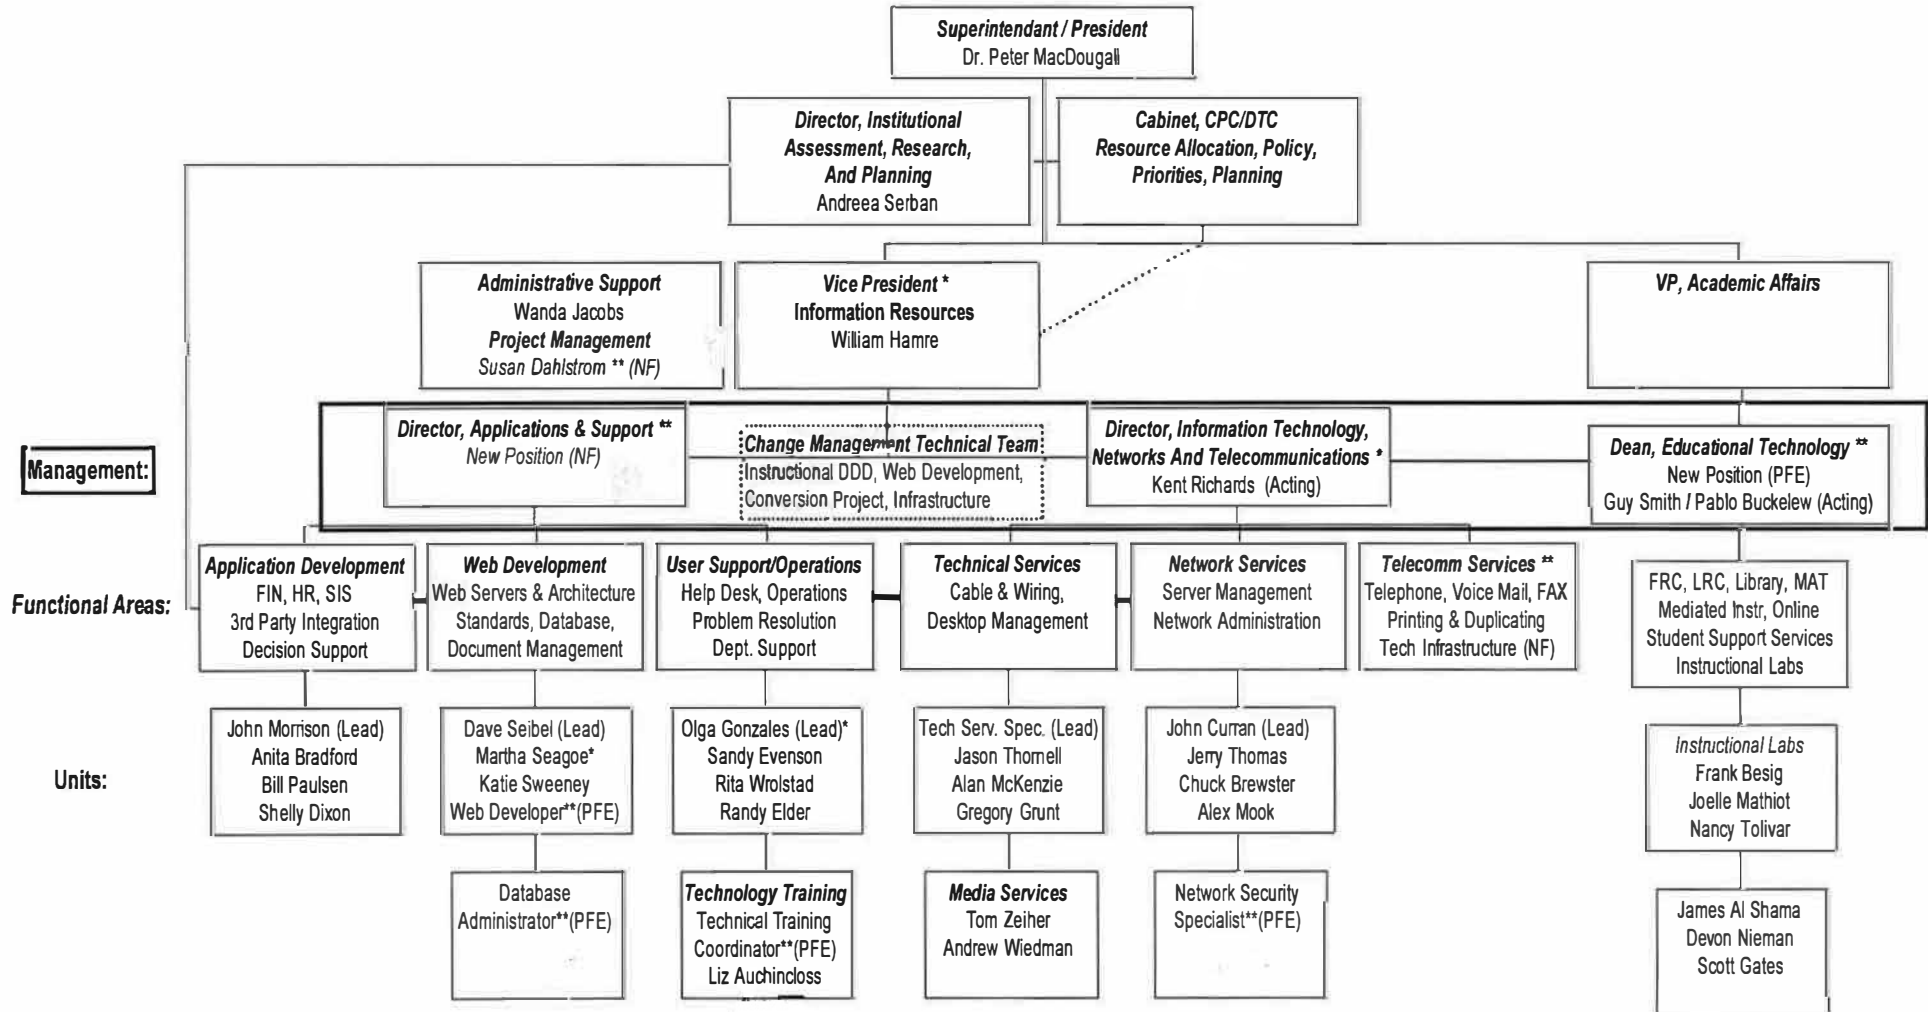 Superintendant / President
Dr. Peter MacDougall
Director, Institutional
Assessment, Research,
And Planning
Andreea Serban
Cabinet, CPC/DTC
Resource Allocation, Policy,
Priorities, Planning
Administrative Support
Wanda Jacobs
Project Management
Susan Dahlstrom ** (NF)
Vice President *
Information Resources
William Hamre
VP, Academic Affairs
Management:
Director, Applications & Support **
New Position (NF)
Change Management Technical Team
Instructional DDD, Web Development,
Conversion Project, Infrastructure
Director, Information Technology,
Networks And Telecommunications *
Kent Richards (Acting)
Dean, Educational Technology **
New Position (PFE)
Guy Smith / Pablo Buckelew (Acting)
Functional Areas:
Application Development
FIN, HR, SIS
3rd Party Integration
Decision Support
Web Development
Web Servers & Architecture
Standards, Database,
Document Management
User Support/Operations
Help Desk, Operations
Problem Resolution
Dept. Support
Technical Services
Cable & Wiring,
Desktop Management
Network Services
Server Management
Network Administration
Telecomm Services **
Telephone, Voice Mail, FAX
Printing & Duplicating
Tech Infrastructure (NF)
FRC, LRC, Library, MAT
Mediated Instr, Online
Student Support Services
Instructional Labs
Units:
John Morrison (Lead)
Anita Bradford
Bill Paulsen
Shelly Dixon
Dave Seibel (Lead)
Martha Seagoe*
Katie Sweeney
Web Developer**(PFE)
Olga Gonzales (Lead)*
Sandy Evenson
Rita Wrolstad
Randy Elder
Tech Serv. Spec. (Lead)
Jason Thornell
Alan McKenzie
Gregory Grunt
John Curran (Lead)
Jerry Thomas
Chuck Brewster
Alex Mook
Instructional Labs
Frank Besig
Joelle Mathiot
Nancy Tolivar
Database
Administrator**(PFE)
Technology Training
Technical Training
Coordinator**(PFE)
Liz Auchincloss
Media Services
Tom Zeiher
Andrew Wiedman
Network Security
Specialist**(PFE)
James Al Shama
Devon Nieman
Scott Gates